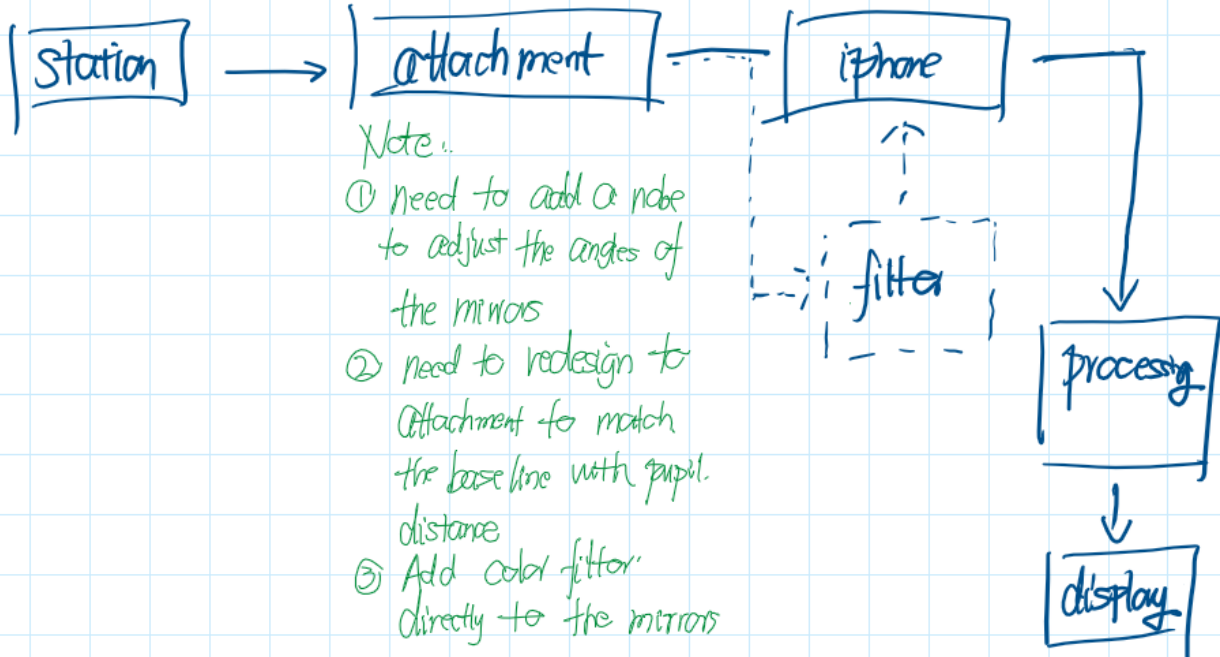 Station
attachment
iphone
Note:
① need to add a nobe
to adjust the angles of
the mirrors
② need to redesign to
attachment to match
the baseline with pupil.
distance
③ Add color filter
directly to the mirrors
filter
processing
display